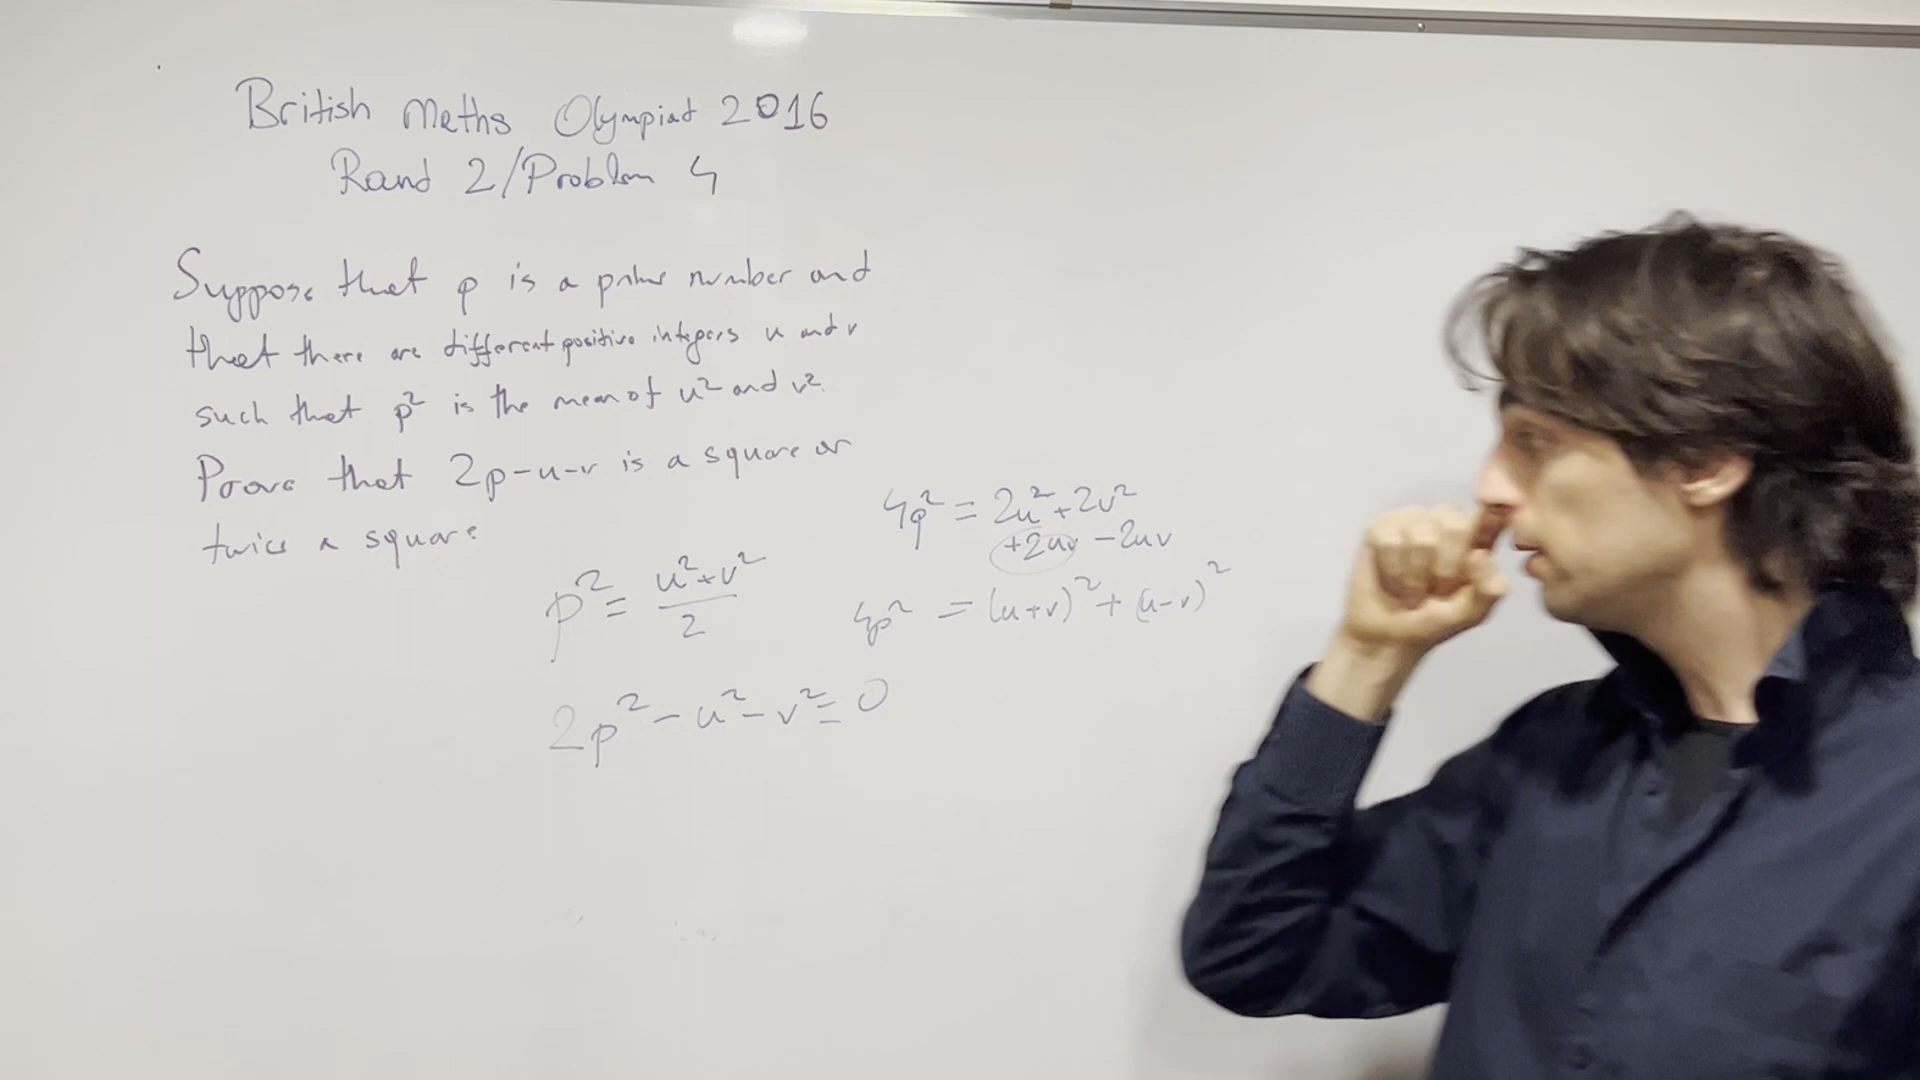 British Maths Olympiad 2016
Round 2/Problem 4
Suppose that p is a prime number and
that there are different positive integers u and v
such that p² is the mean of u² and v².
Prove that 2p-u-v is a square or
twice a square.
4p² = 2u²+2v²
+2uv -2uv
p² = (u²+v²)/2
4p² = (u+v)² + (u-v)²
2p² - u² - v² = 0